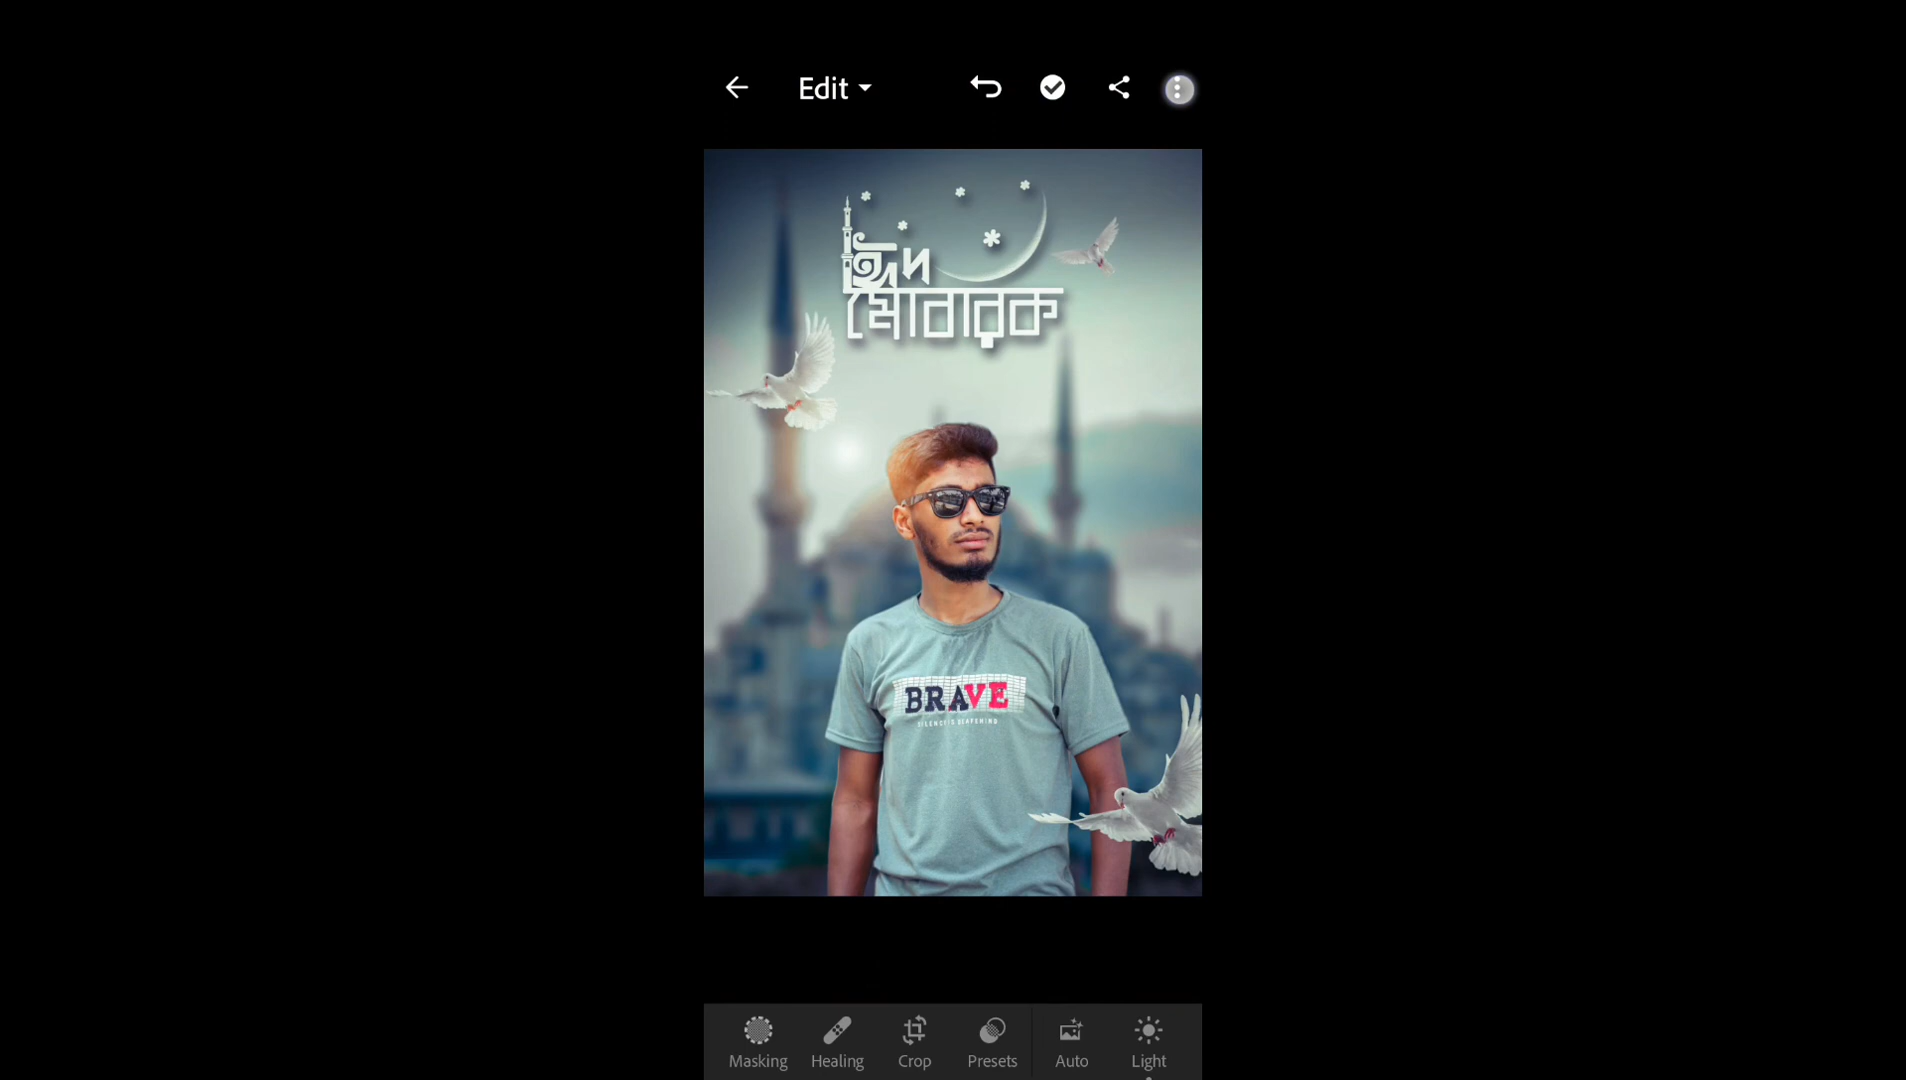 Edit
ঈদ
মোবারক
BRAVE
Masking Healing Crop Presets Auto Light